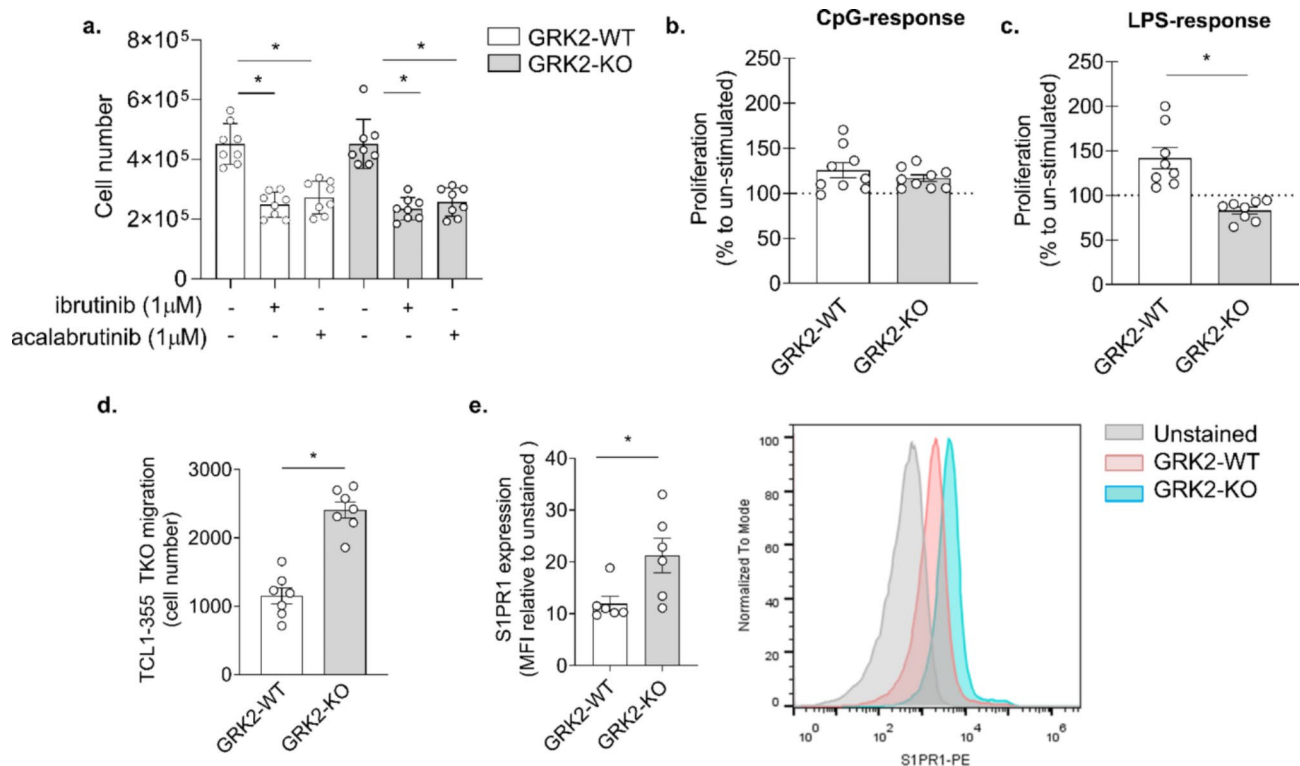 a.
GRK2-WT
GRK2-KO
8×10⁵
6×10⁵
4×10⁵
2×10⁵
0
Cell number
* * * *
ibrutinib (1μM) - + - - + -
acalabrutinib (1μM) - - + - - +
b.
CpG-response
Proliferation
(% to un-stimulated)
250
200
150
100
50
0
GRK2-WT
GRK2-KO
c.
LPS-response
Proliferation
(% to un-stimulated)
250
200
150
100
50
0
*
GRK2-WT
GRK2-KO
d.
TCL1-355 TKO migration
(cell number)
3000
2000
1000
0
*
GRK2-WT
GRK2-KO
e.
S1PR1 expression
(MFI relative to unstained )
40
30
20
10
0
*
GRK2-WT
GRK2-KO
Normalized To Mode
100
80
60
40
20
0
10⁰ 10² 10⁴ 10⁶
S1PR1-PE
Unstained
GRK2-WT
GRK2-KO